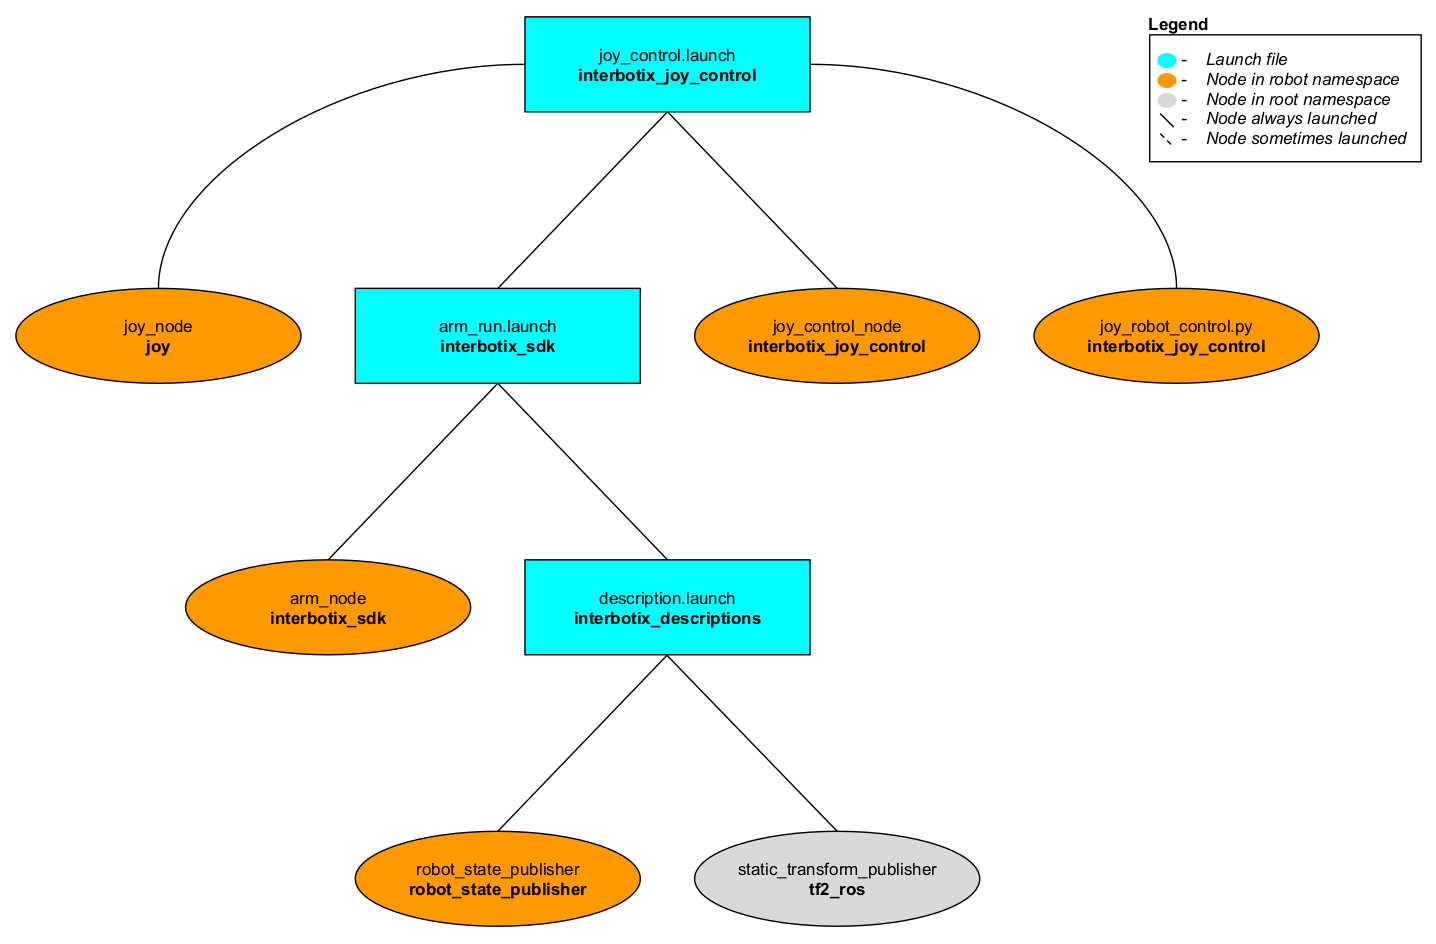 joy_control.launch
interbotix_joy_control
Legend
- Launch file
- Node in robot namespace
- Node in root namespace
- Node always launched
- Node sometimes launched
joy_node
joy
arm_run.launch
interbotix_sdk
joy_control_node
interbotix_joy_control
joy_robot_control.py
interbotix_joy_control
arm_node
interbotix_sdk
description.launch
interbotix_descriptions
robot_state_publisher
robot_state_publisher
static_transform_publisher
tf2_ros